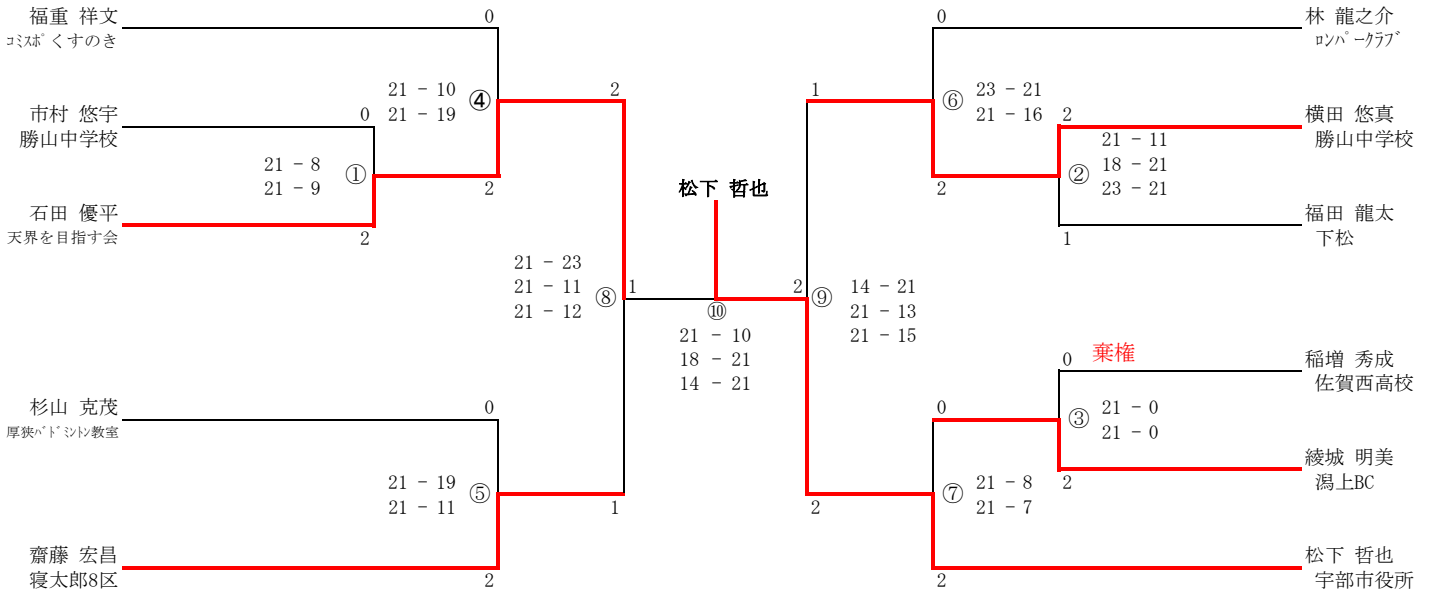 福重 祥文
コミスポくすのき
0
市村 悠宇
勝山中学校
0
21 - 10
21 - 19
④
2
21 - 8
21 - 9
①
2
石田 優平
天界を目指す会
2
21 - 23
21 - 11
21 - 12
⑧
1
杉山 克茂
厚狭バドミントン教室
0
21 - 19
21 - 11
⑤
1
齋藤 宏昌
寝太郎8区
2
松下 哲也
⑩
21 - 10
18 - 21
14 - 21
0
林 龍之介
ロンパークラブ
1
⑥
23 - 21
21 - 16
2
2
横田 悠真
勝山中学校
②
21 - 11
18 - 21
23 - 21
1
福田 龍太
下松
2
⑨
14 - 21
21 - 13
21 - 15
0
棄権
稲増 秀成
佐賀西高校
0
③
21 - 0
21 - 0
2
綾城 明美
潟上BC
2
⑦
21 - 8
21 - 7
2
松下 哲也
宇部市役所